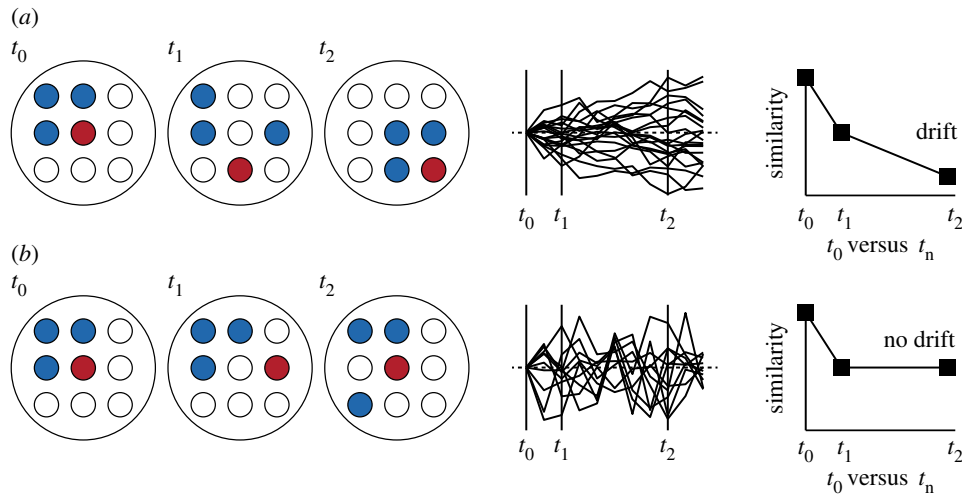 (a)
t0 t1 t2
t0 t1 t2
similarity
drift
t0 t1 t2
t0 versus tn
(b)
t0 t1 t2
t0 t1 t2
similarity
no drift
t0 t1 t2
t0 versus tn